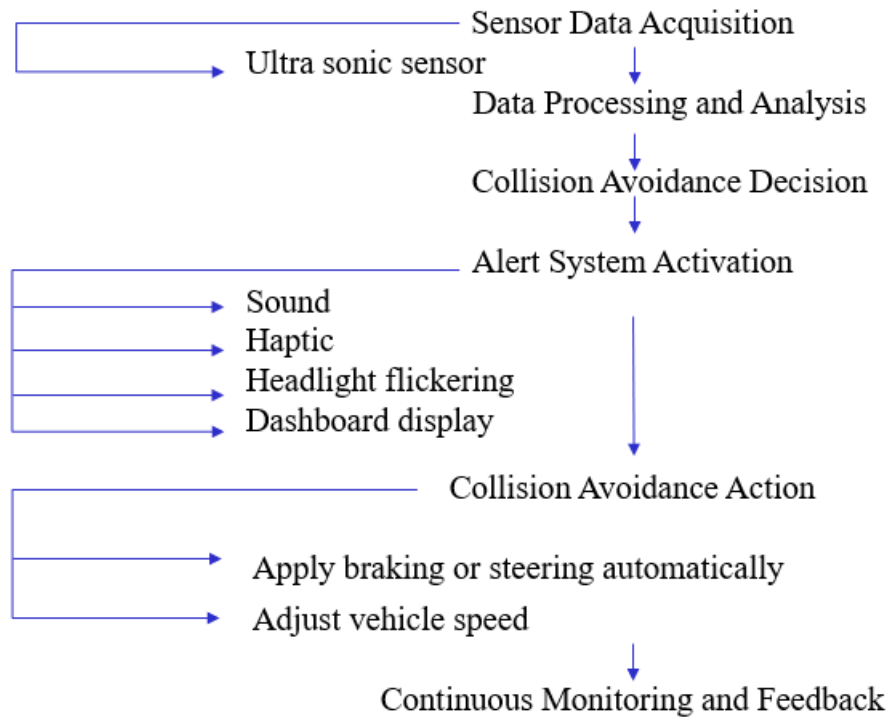 Sensor Data Acquisition
Ultra sonic sensor
Data Processing and Analysis
Collision Avoidance Decision
Alert System Activation
Sound
Haptic
Headlight flickering
Dashboard display
Collision Avoidance Action
Apply braking or steering automatically
Adjust vehicle speed
Continuous Monitoring and Feedback